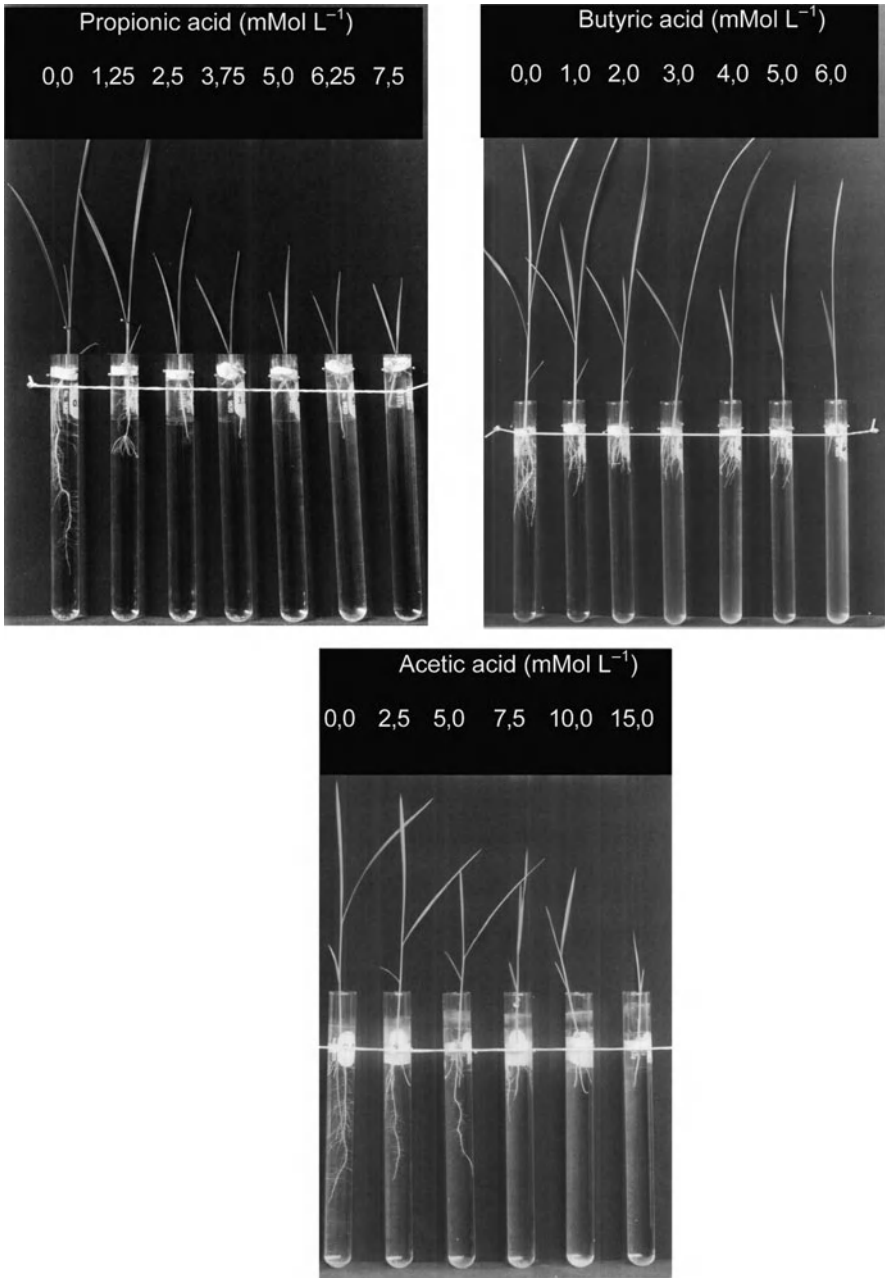 Propionic acid (mMol L⁻¹)
0,0 1,25 2,5 3,75 5,0 6,25 7,5
Butyric acid (mMol L⁻¹)
0,0 1,0 2,0 3,0 4,0 5,0 6,0
Acetic acid (mMol L⁻¹)
0,0 2,5 5,0 7,5 10,0 15,0